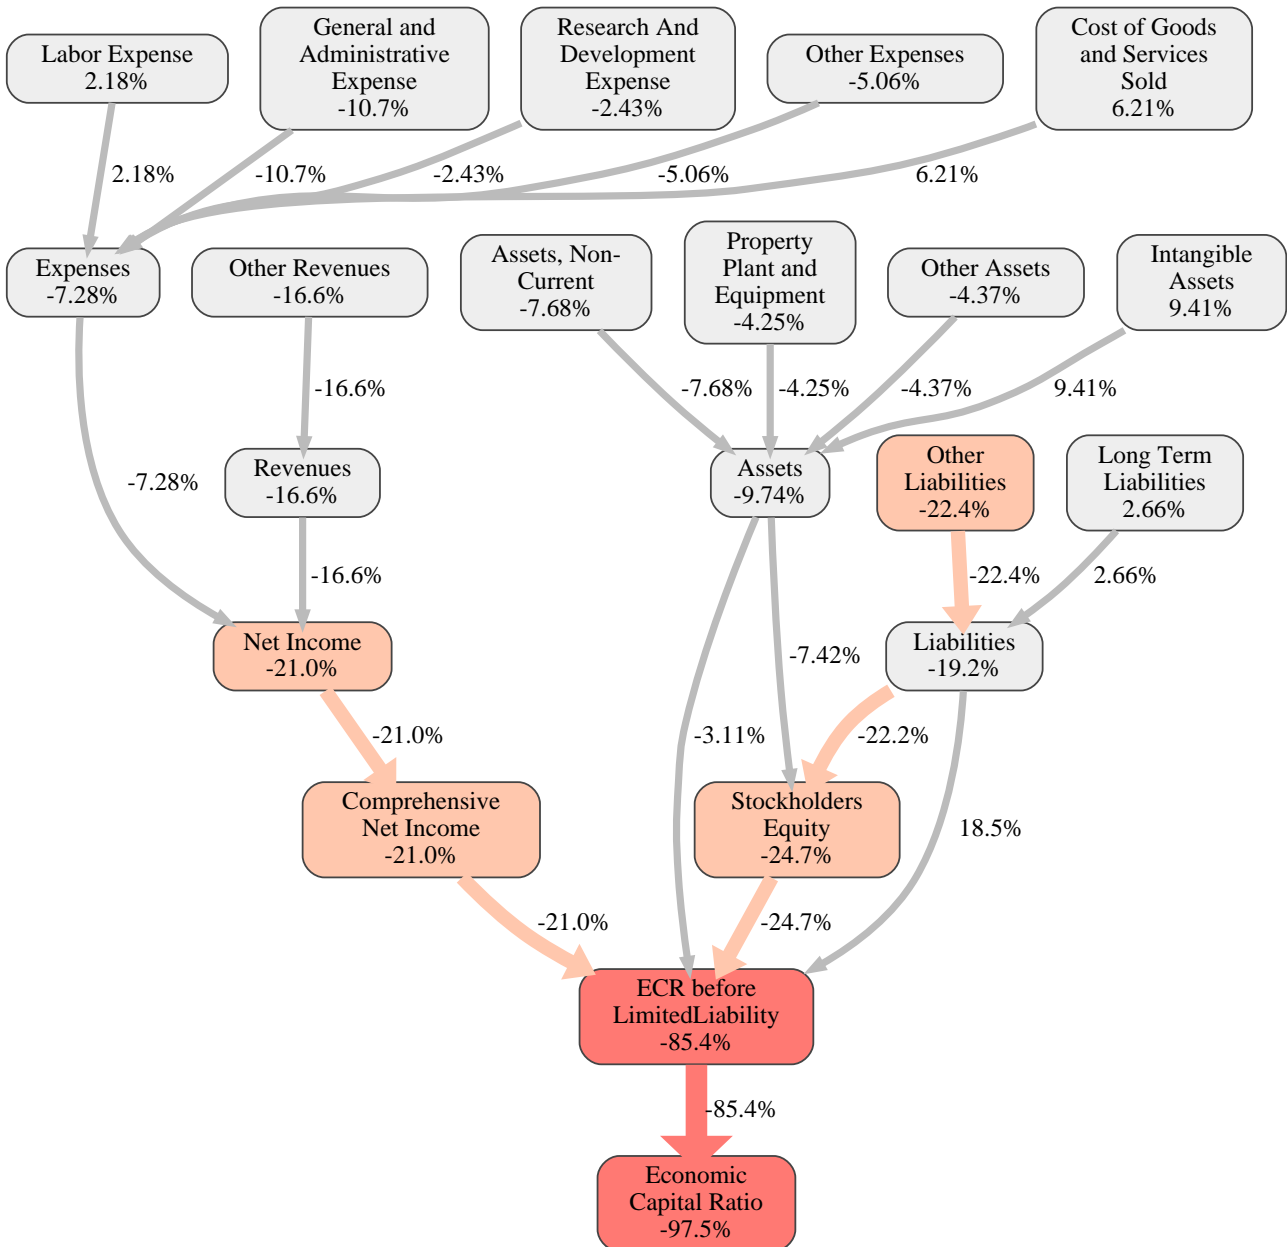 Labor Expense
2.18%
General and
Administrative
Expense
-10.7%
Research And
Development
Expense
-2.43%
Other Expenses
-5.06%
Cost of Goods
and Services
Sold
6.21%
2.18%
-10.7%
-2.43%
-5.06%
6.21%
Expenses
-7.28%
Other Revenues
-16.6%
Assets, Non-
Current
-7.68%
Property
Plant and
Equipment
-4.25%
Other Assets
-4.37%
Intangible
Assets
9.41%
-16.6%
-7.68%
-4.25%
-4.37%
9.41%
-7.28%
Revenues
-16.6%
Assets
-9.74%
Other
Liabilities
-22.4%
Long Term
Liabilities
2.66%
-16.6%
-22.4%
2.66%
Net Income
-21.0%
-7.42%
Liabilities
-19.2%
-21.0%
-3.11%
-22.2%
Comprehensive
Net Income
-21.0%
Stockholders
Equity
-24.7%
18.5%
-21.0%
-24.7%
ECR before
LimitedLiability
-85.4%
-85.4%
Economic
Capital Ratio
-97.5%